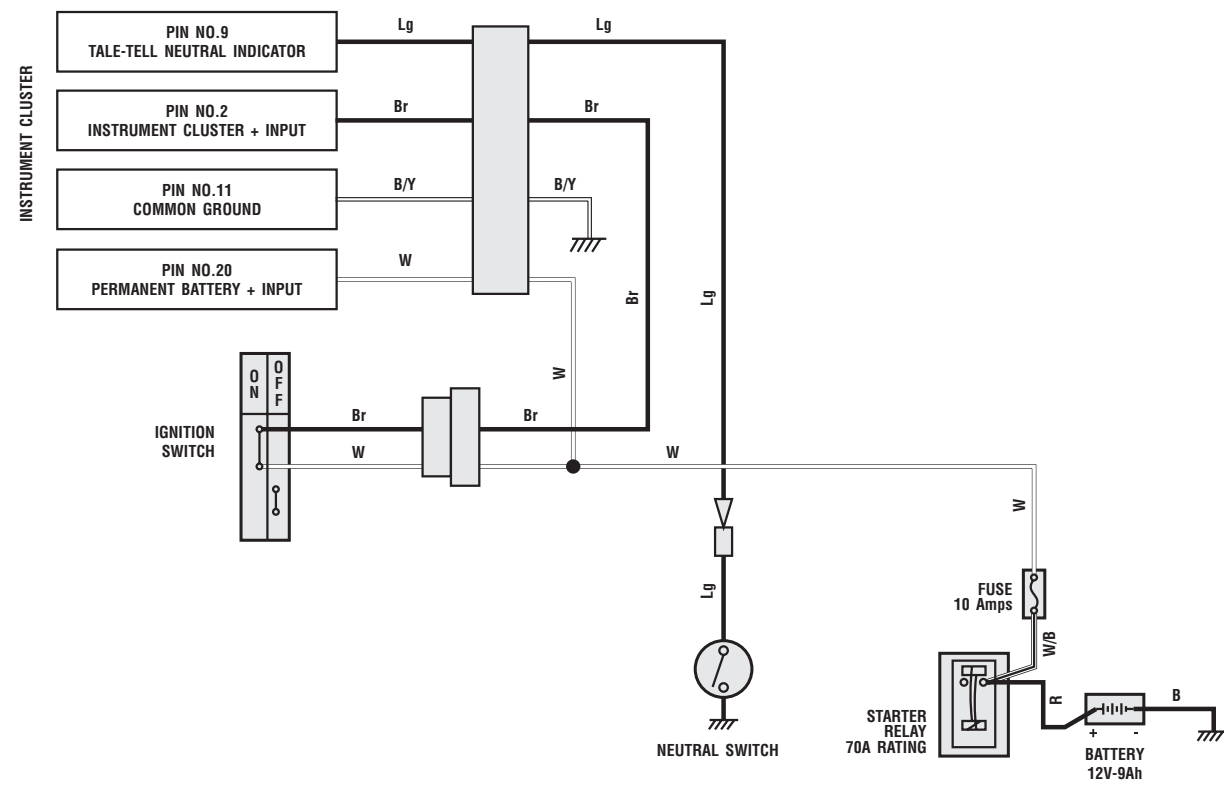 INSTRUMENT CLUSTER
PIN NO.9
TALE-TELL NEUTRAL INDICATOR
Lg
Lg
PIN NO.2
INSTRUMENT CLUSTER + INPUT
Br
Br
PIN NO.11
COMMON GROUND
B/Y
B/Y
PIN NO.20
PERMANENT BATTERY + INPUT
W
Br
Lg
W
ON
OFF
IGNITION
SWITCH
Br
Br
W
W
W
Lg
FUSE
10 Amps
W/B
STARTER
RELAY
70A RATING
R
B
+ -
BATTERY
12V-9Ah
NEUTRAL SWITCH